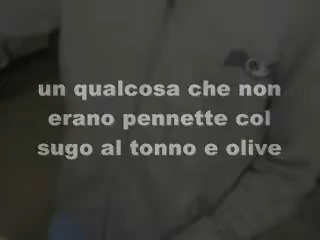 un qualcosa che non
erano pennette col
sugo al tonno e olive